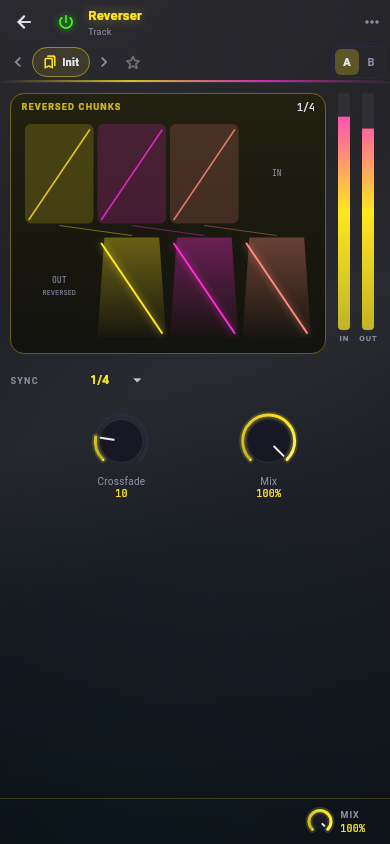 Reverser
Track
Init
A B
REVERSED CHUNKS 1/4
IN
OUT
REVERSED
IN OUT
SYNC 1/4
Crossfade Mix
10 100%
MIX
100%